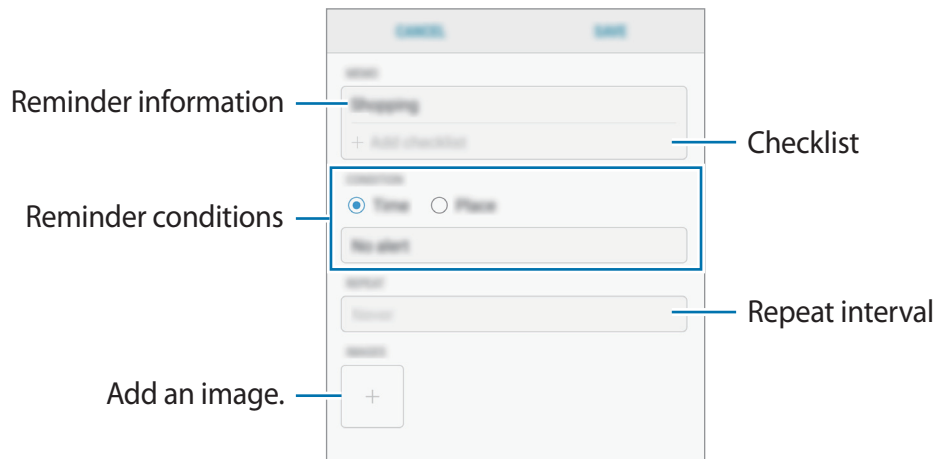 CANCEL SAVE
MEMO
Reminder information
Shopping
+ Add checklist
Checklist
CONDITION
Time Place
Reminder conditions
No alert
REPEAT
Never
Repeat interval
IMAGES
Add an image.
+